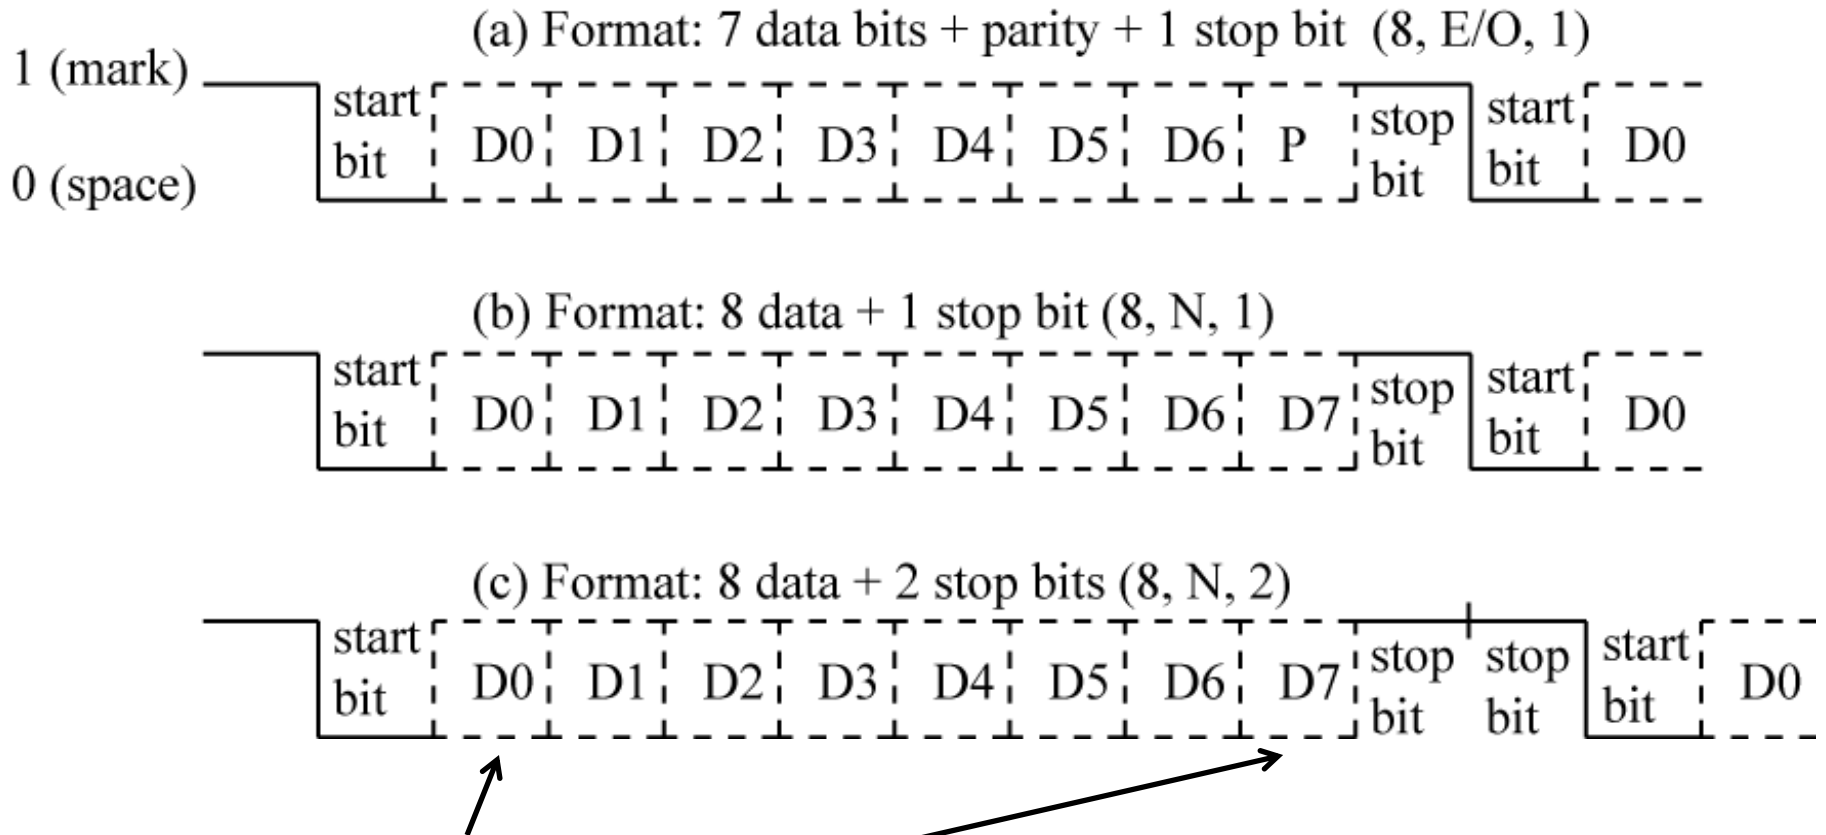 (a) Format: 7 data bits + parity + 1 stop bit (8, E/O, 1)
1 (mark)
0 (space)
start bit D0 D1 D2 D3 D4 D5 D6 P stop bit start bit D0
(b) Format: 8 data + 1 stop bit (8, N, 1)
start bit D0 D1 D2 D3 D4 D5 D6 D7 stop bit start bit D0
(c) Format: 8 data + 2 stop bits (8, N, 2)
start bit D0 D1 D2 D3 D4 D5 D6 D7 stop bit stop bit start bit D0